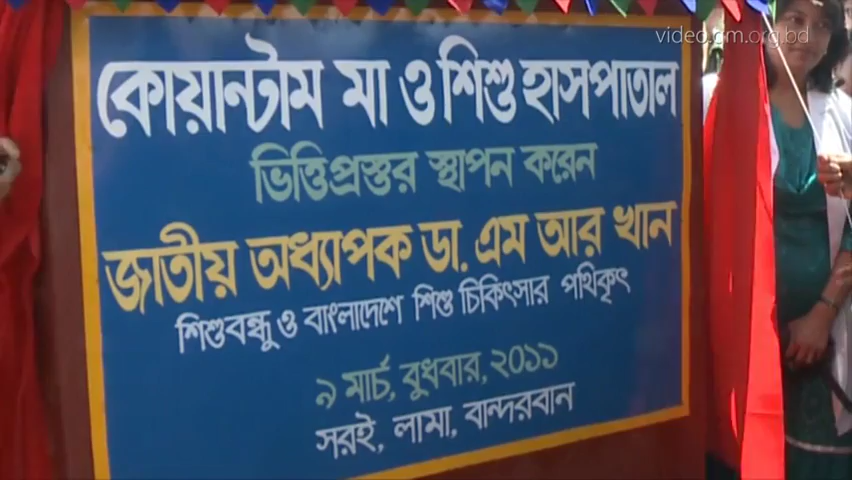 video.qm.org.bd
কোয়ান্টাম মা ও শিশু হাসপাতাল
ভিত্তিপ্রস্তর স্থাপন করেন
জাতীয় অধ্যাপক ডা. এম আর খান
শিশুবন্ধু ও বাংলাদেশে শিশু চিকিৎসার পথিকৃৎ
৯ মার্চ, বুধবার, ২০১১
সরই, লামা, বান্দরবান